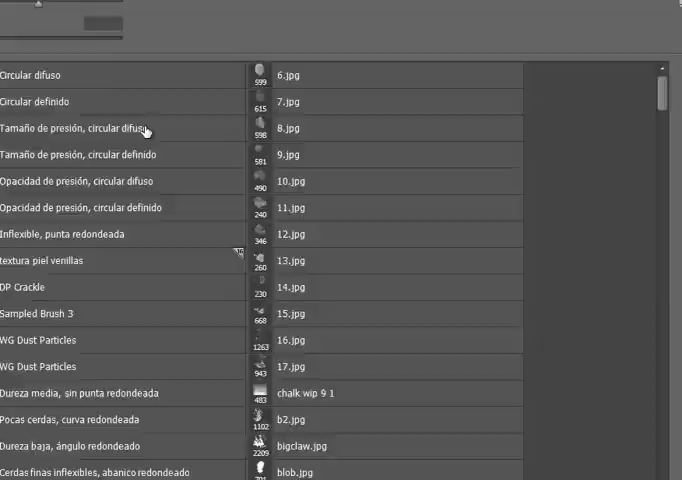 Circular difuso
599
6.jpg
Circular definido
615
7.jpg
Tamaño de presión, circular difuso
598
8.jpg
Tamaño de presión, circular definido
581
9.jpg
Opacidad de presión, circular difuso
490
10.jpg
Opacidad de presión, circular definido
240
11.jpg
Inflexible, punta redondeada
346
12.jpg
textura piel venillas
260
13.jpg
DP Crackle
230
14.jpg
Sampled Brush 3
668
15.jpg
WG Dust Particles
1263
16.jpg
WG Dust Particles
943
17.jpg
Dureza media, sin punta redondeada
483
chalk wip 9 1
Pocas cerdas, curva redondeada
1102
b2.jpg
Dureza baja, ángulo redondeado
2209
bigclaw.jpg
Cerdas finas inflexibles, abanico redondeado
701
blob.jpg